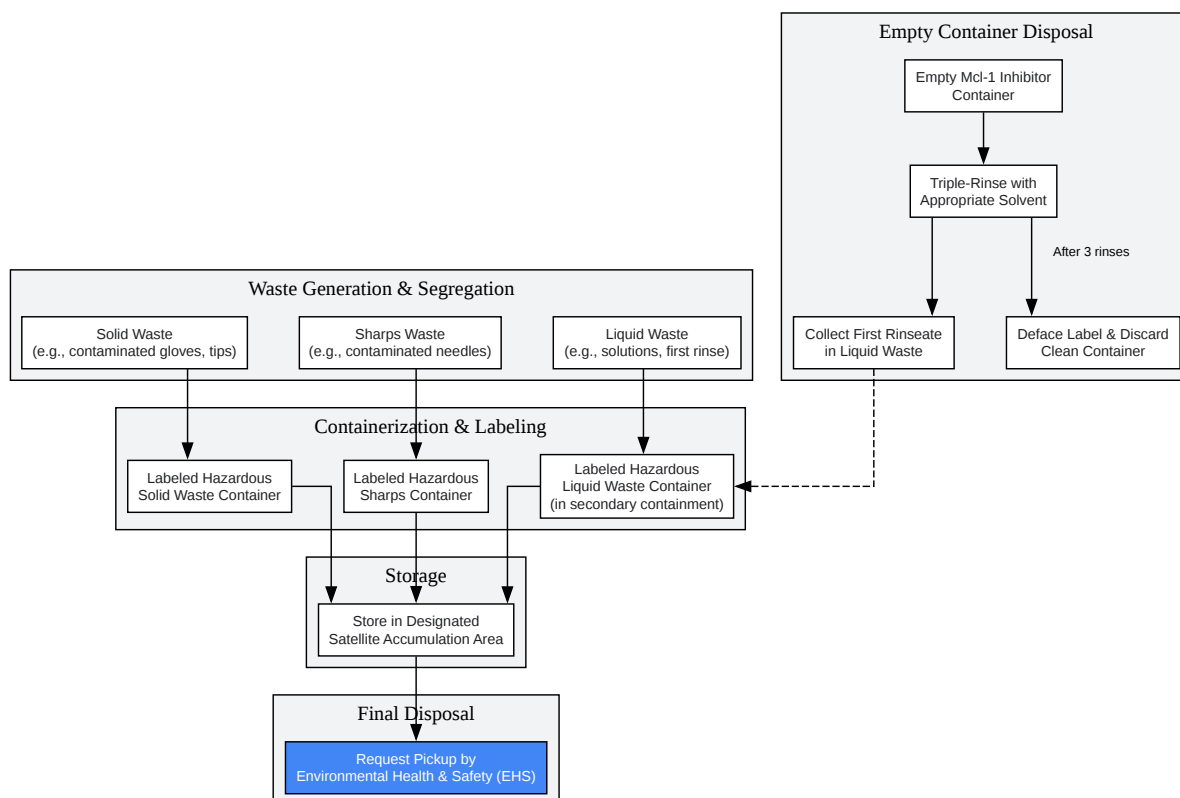 Empty Container Disposal
Empty Mcl-1 Inhibitor
Container
Triple-Rinse with
Appropriate Solvent
After 3 rinses
Collect First Rinseate
in Liquid Waste
Deface Label & Discard
Clean Container
Waste Generation & Segregation
Solid Waste
(e.g., contaminated gloves, tips)
Sharps Waste
(e.g., contaminated needles)
Liquid Waste
(e.g., solutions, first rinse)
Containerization & Labeling
Labeled Hazardous
Solid Waste Container
Labeled Hazardous
Sharps Container
Labeled Hazardous
Liquid Waste Container
(in secondary containment)
Storage
Store in Designated
Satellite Accumulation Area
Final Disposal
Request Pickup by
Environmental Health & Safety (EHS)